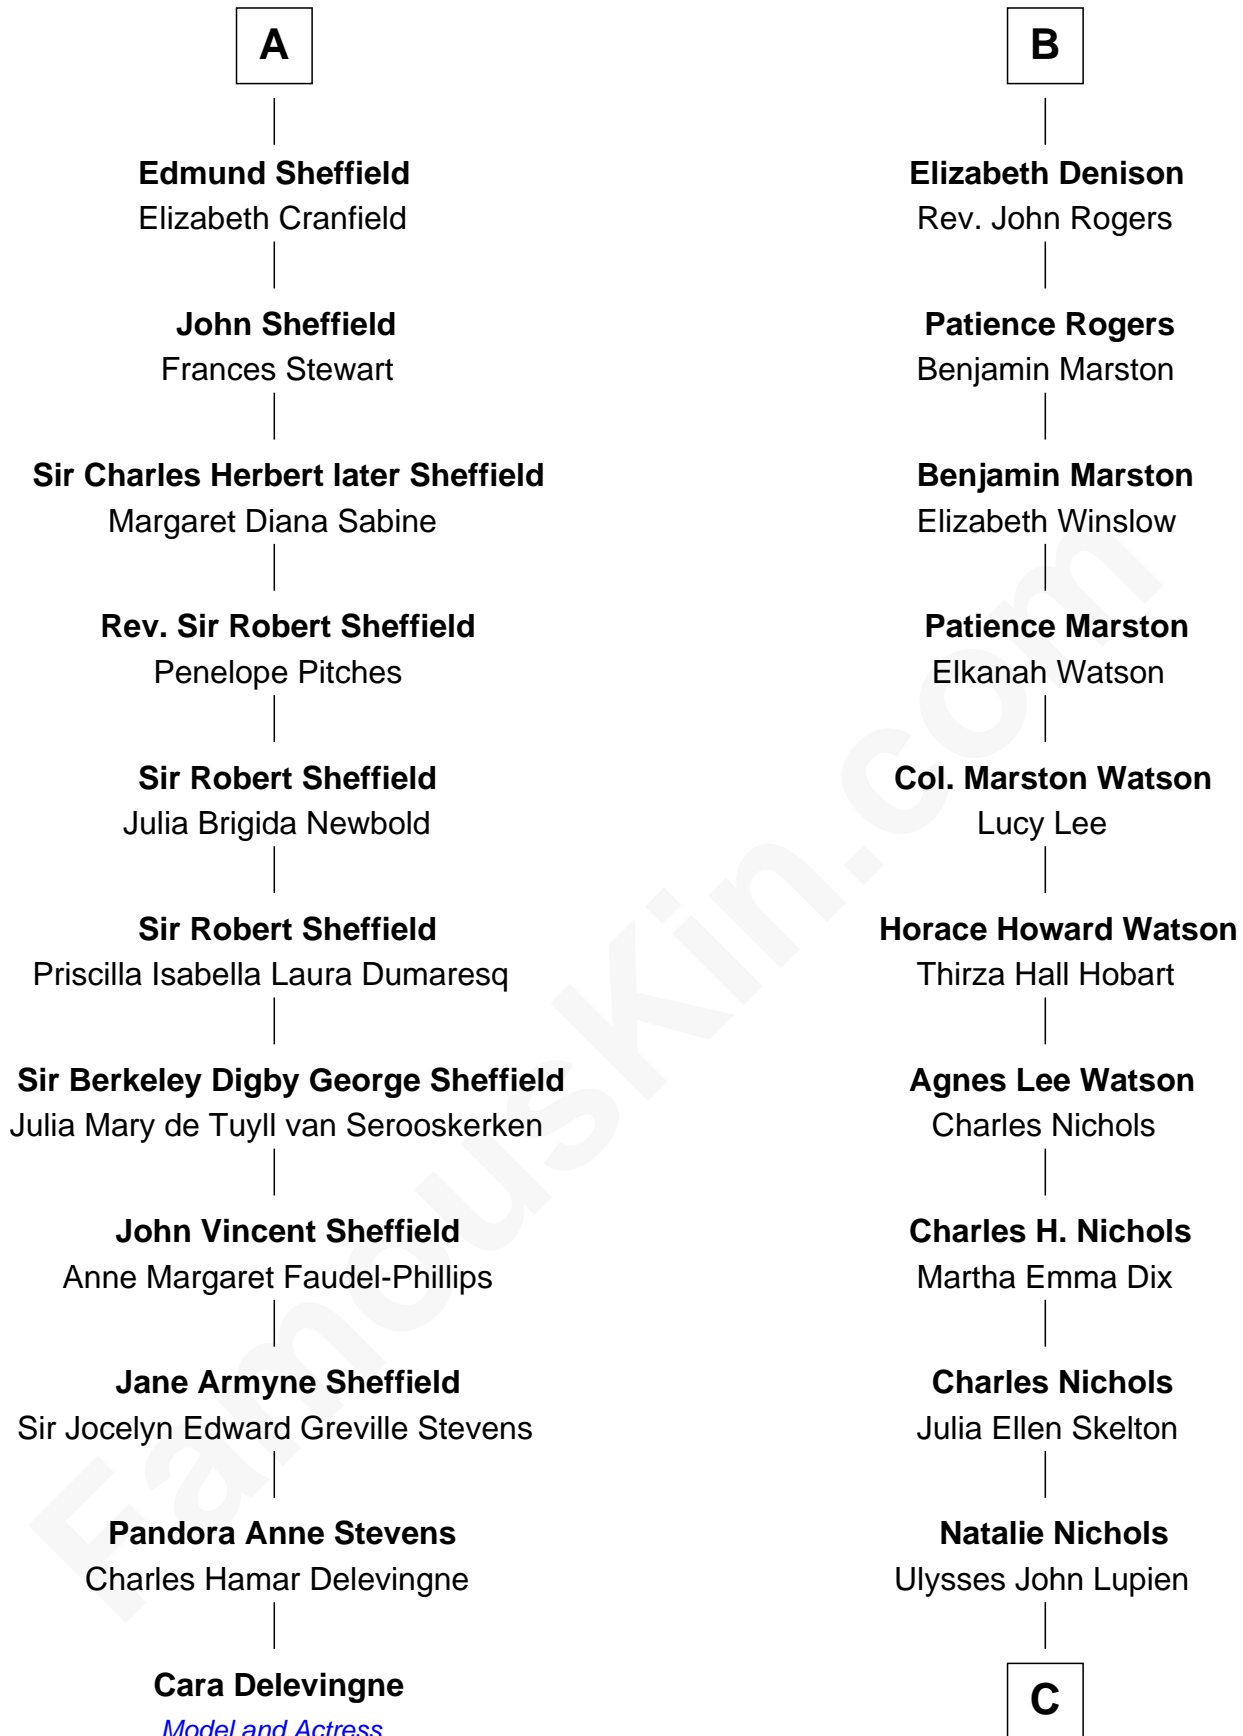 A
Edmund Sheffield
Elizabeth Cranfield
John Sheffield
Frances Stewart
Sir Charles Herbert later Sheffield
Margaret Diana Sabine
Rev. Sir Robert Sheffield
Penelope Pitches
Sir Robert Sheffield
Julia Brigida Newbold
Sir Robert Sheffield
Priscilla Isabella Laura Dumaresq
Sir Berkeley Digby George Sheffield
Julia Mary de Tuyll van Serooskerken
John Vincent Sheffield
Anne Margaret Faudel-Phillips
Jane Armyne Sheffield
Sir Jocelyn Edward Greville Stevens
Pandora Anne Stevens
Charles Hamar Delevingne
Cara Delevingne
Model and Actress
B
Elizabeth Denison
Rev. John Rogers
Patience Rogers
Benjamin Marston
Benjamin Marston
Elizabeth Winslow
Patience Marston
Elkanah Watson
Col. Marston Watson
Lucy Lee
Horace Howard Watson
Thirza Hall Hobart
Agnes Lee Watson
Charles Nichols
Charles H. Nichols
Martha Emma Dix
Charles Nichols
Julia Ellen Skelton
Natalie Nichols
Ulysses John Lupien
C
FamousKin.com